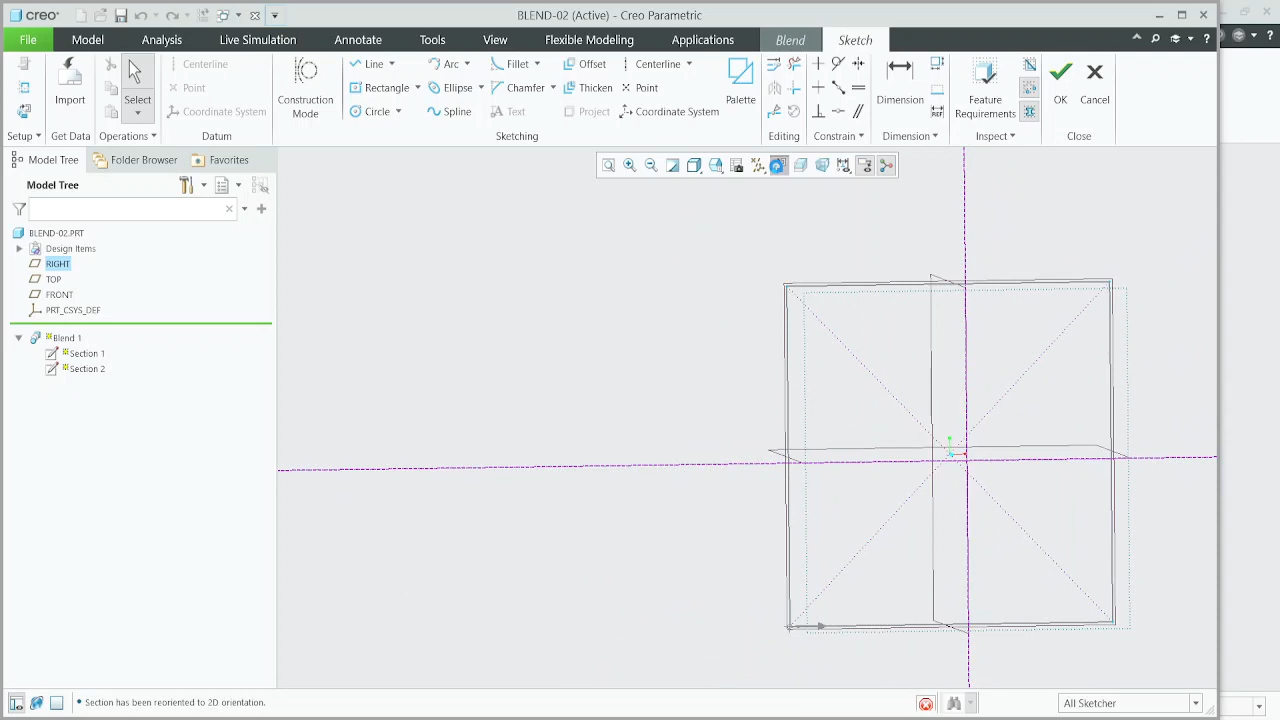 creo® BLEND-02 (Active) - Creo Parametric
File Model Analysis Live Simulation Annotate Tools View Flexible Modeling Applications Blend Sketch
Import Select Centerline Point Coordinate System Construction Mode Line Arc Fillet Offset Centerline
Rectangle Ellipse Chamfer Thicken Point
Circle Spline Text Project Coordinate System
Palette Dimension Feature Requirements OK Cancel
Setup Get Data Operations Datum Sketching Editing Constrain Dimension Inspect Close
Model Tree Folder Browser Favorites
Model Tree
BLEND-02.PRT
Design Items
RIGHT
TOP
FRONT
PRT_CSYS_DEF
Blend 1
Section 1
Section 2
• Section has been reoriented to 2D orientation.
All Sketcher